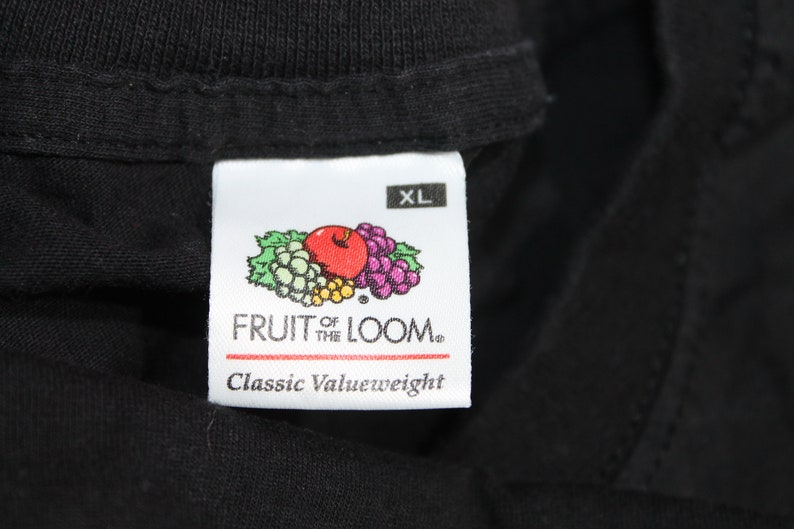 XL
®
FRUIT OF THE LOOM®
Classic Valueweight